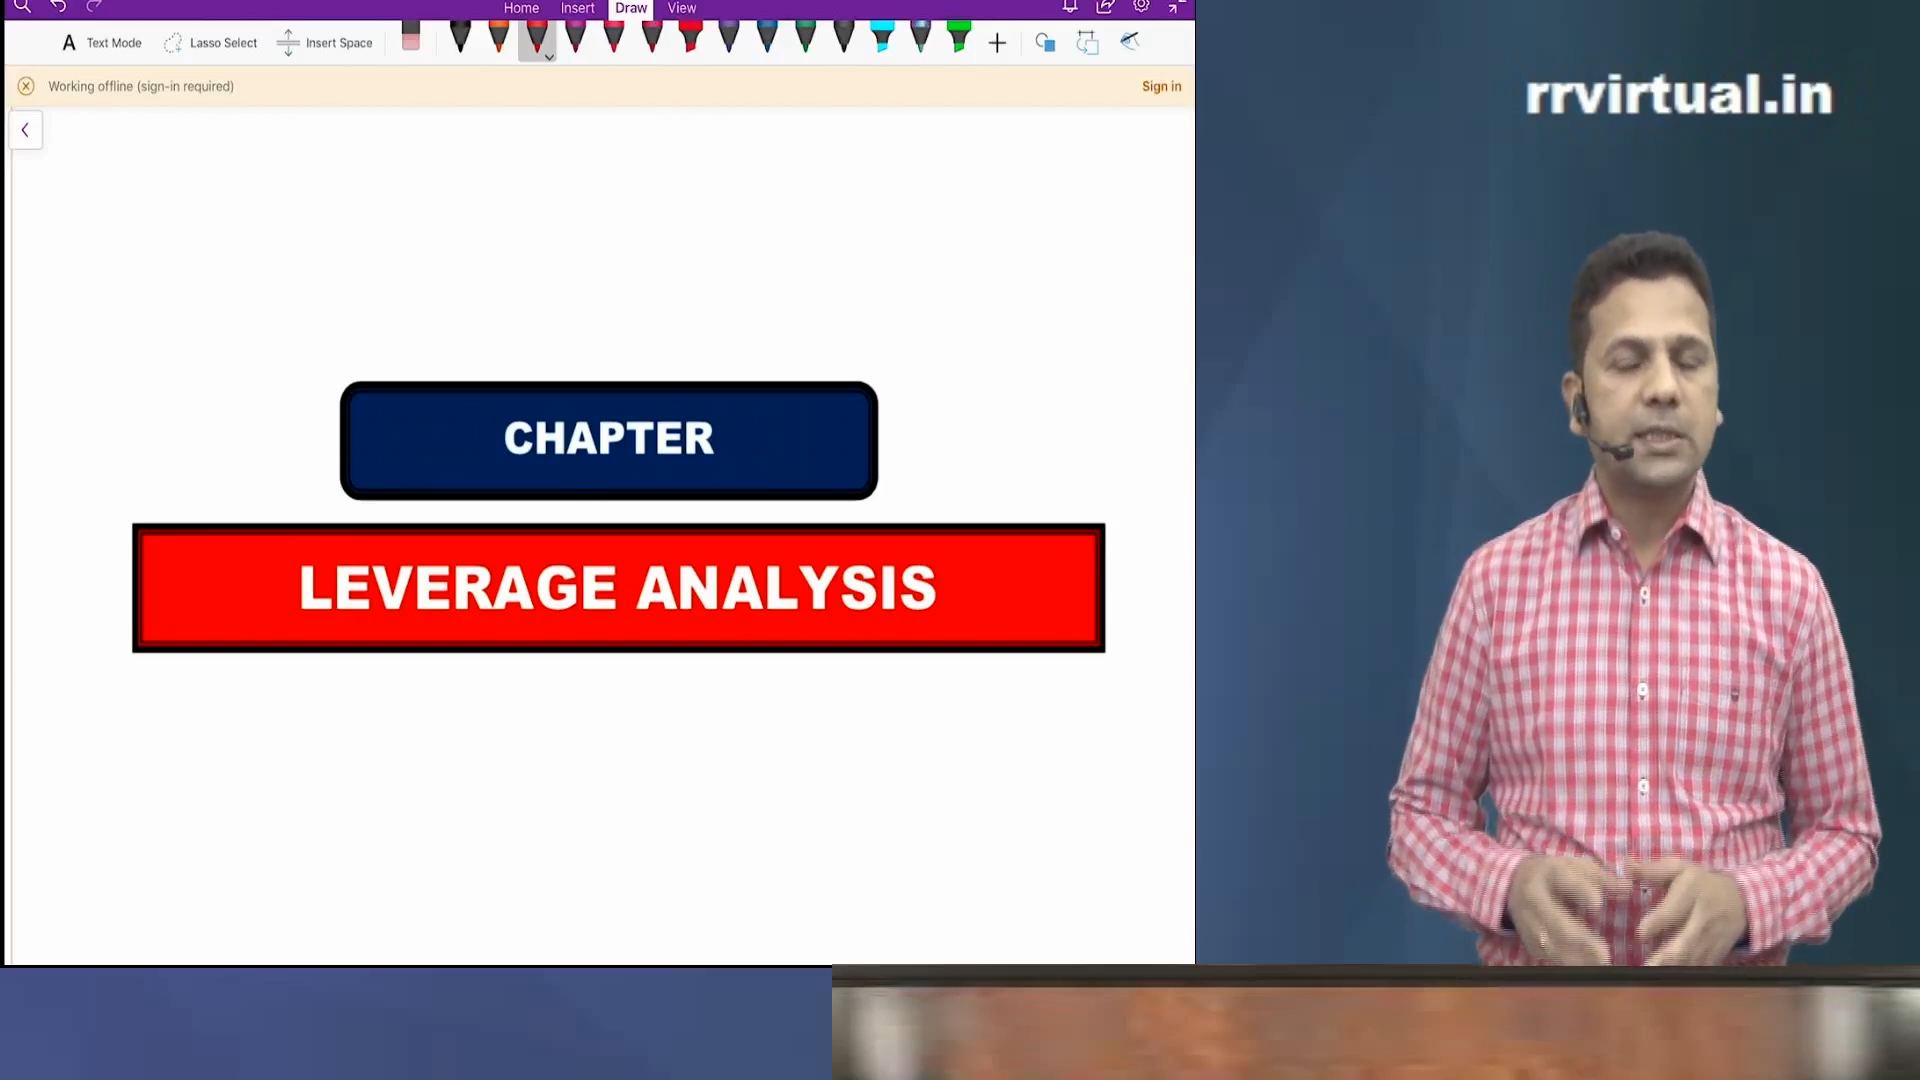 Home Insert Draw View
A Text Mode Lasso Select Insert Space
Working offline (sign-in required) Sign in
rrvirtual.in
CHAPTER
LEVERAGE ANALYSIS